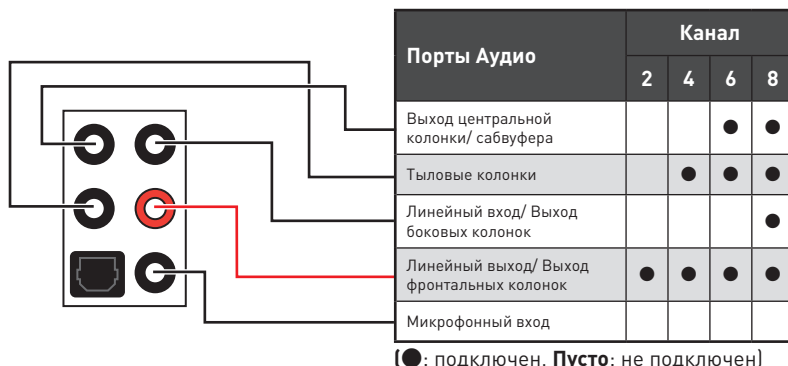 Порты Аудио
Канал
2 4 6 8
Выход центральной
колонки/ сабвуфера
● ●
Тыловые колонки
● ● ●
Линейный вход/ Выход
боковых колонок
●
Линейный выход/ Выход
фронтальных колонок
● ● ● ●
Микрофонный вход
(●: подключен, Пусто: не подключен)